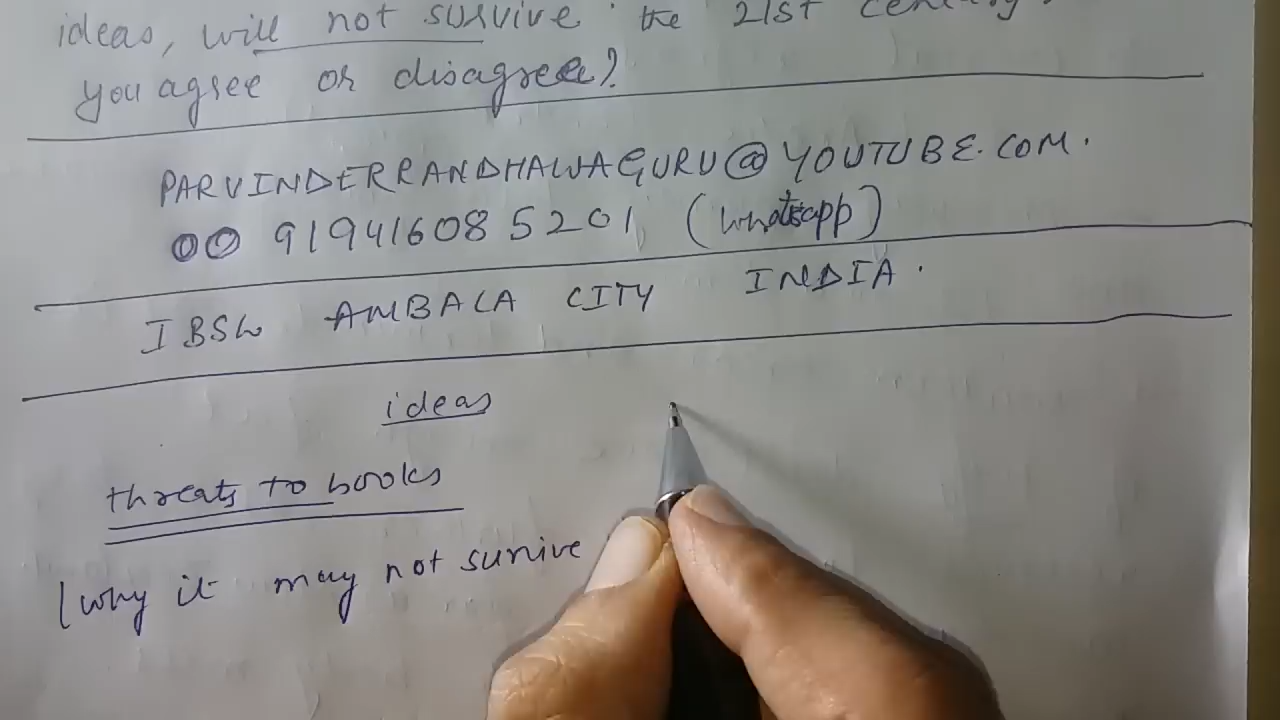 ideas, will not survive the 21st century.
you agree or disagree?
PARVINDERRANDHAWAGURU@YOUTUBE.COM.
00 919416085201 (whatsapp)
IBSW AMBALA CITY INDIA.
ideas
threats to books
(why it may not survive